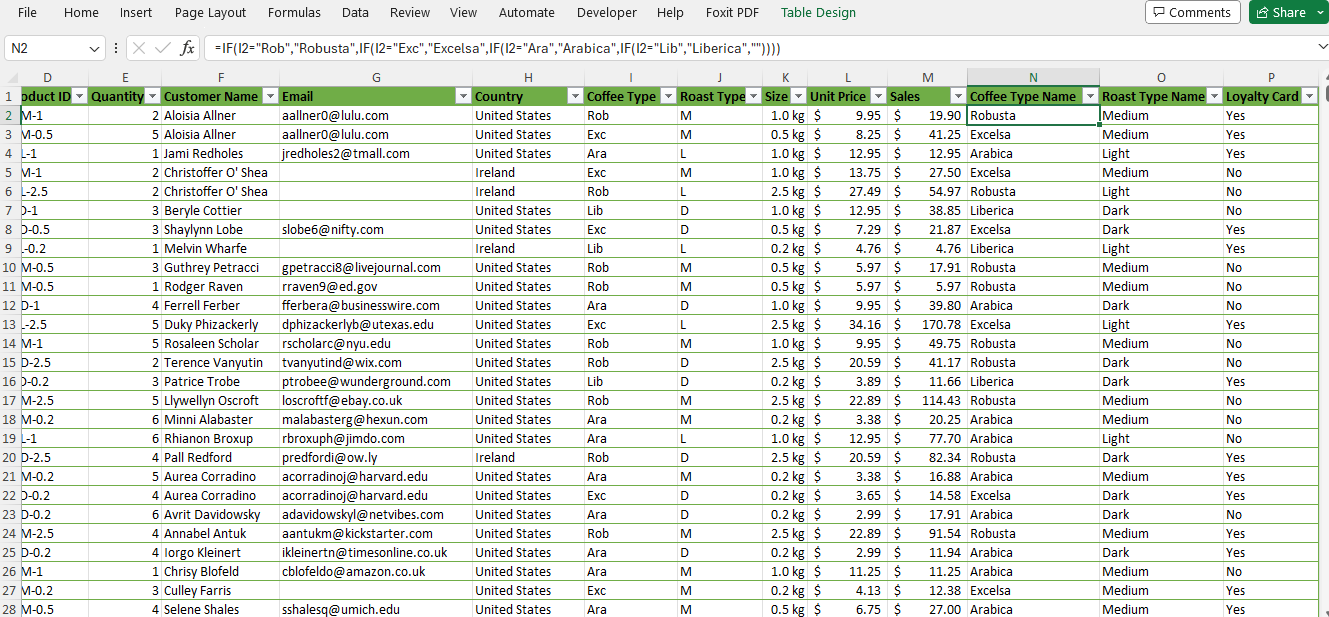 File Home Insert Page Layout Formulas Data Review View Automate Developer Help Foxit PDF Table Design Comments Share
N2 fx =IF(I2="Rob","Robusta",IF(I2="Exc","Excelsa",IF(I2="Ara","Arabica",IF(I2="Lib","Liberica",""))))
D E F G H I J K L M N O P
1 oduct ID Quantity Customer Name Email Country Coffee Type Roast Type Size Unit Price Sales Coffee Type Name Roast Type Name Loyalty Card
2 M-1 2 Aloisia Allner aallner0@lulu.com United States Rob M 1.0 kg $ 9.95 $ 19.90 Robusta Medium Yes
3 M-0.5 5 Aloisia Allner aallner0@lulu.com United States Exc M 0.5 kg $ 8.25 $ 41.25 Excelsa Medium Yes
4 L-1 1 Jami Redholes jredholes2@tmall.com United States Ara L 1.0 kg $ 12.95 $ 12.95 Arabica Light Yes
5 M-1 2 Christoffer O' Shea Ireland Exc M 1.0 kg $ 13.75 $ 27.50 Excelsa Medium No
6 L-2.5 2 Christoffer O' Shea Ireland Rob L 2.5 kg $ 27.49 $ 54.97 Robusta Light No
7 D-1 3 Beryle Cottier United States Lib D 1.0 kg $ 12.95 $ 38.85 Liberica Dark No
8 D-0.5 3 Shaylynn Lobe slobe6@nifty.com United States Exc D 0.5 kg $ 7.29 $ 21.87 Excelsa Dark Yes
9 L-0.2 1 Melvin Wharfe Ireland Lib L 0.2 kg $ 4.76 $ 4.76 Liberica Light Yes
10 M-0.5 3 Guthrey Petracci gpetracci8@livejournal.com United States Rob M 0.5 kg $ 5.97 $ 17.91 Robusta Medium No
11 M-0.5 1 Rodger Raven rraven9@ed.gov United States Rob M 0.5 kg $ 5.97 $ 5.97 Robusta Medium No
12 D-1 4 Ferrell Ferber fferbera@businesswire.com United States Ara D 1.0 kg $ 9.95 $ 39.80 Arabica Dark No
13 L-2.5 5 Duky Phizackerly dphizackerlyb@utexas.edu United States Exc L 2.5 kg $ 34.16 $ 170.78 Excelsa Light Yes
14 M-1 5 Rosaleen Scholar rscholarc@nyu.edu United States Rob M 1.0 kg $ 9.95 $ 49.75 Robusta Medium No
15 D-2.5 2 Terence Vanyutin tvanyutind@wix.com United States Rob D 2.5 kg $ 20.59 $ 41.17 Robusta Dark No
16 D-0.2 3 Patrice Trobe ptrobee@wunderground.com United States Lib D 0.2 kg $ 3.89 $ 11.66 Liberica Dark Yes
17 M-2.5 5 Llywellyn Oscroft loscroftf@ebay.co.uk United States Rob M 2.5 kg $ 22.89 $ 114.43 Robusta Medium No
18 M-0.2 6 Minni Alabaster malabasterg@hexun.com United States Ara M 0.2 kg $ 3.38 $ 20.25 Arabica Medium No
19 L-1 6 Rhianon Broxup rbroxuph@jimdo.com United States Ara L 1.0 kg $ 12.95 $ 77.70 Arabica Light No
20 D-2.5 4 Pall Redford predfordi@ow.ly Ireland Rob D 2.5 kg $ 20.59 $ 82.34 Robusta Dark Yes
21 M-0.2 5 Aurea Corradino acorradinoj@harvard.edu United States Ara M 0.2 kg $ 3.38 $ 16.88 Arabica Medium Yes
22 D-0.2 4 Aurea Corradino acorradinoj@harvard.edu United States Exc D 0.2 kg $ 3.65 $ 14.58 Excelsa Dark Yes
23 D-0.2 6 Avrit Davidowsky adavidowskyl@netvibes.com United States Ara D 0.2 kg $ 2.99 $ 17.91 Arabica Dark No
24 M-2.5 4 Annabel Antuk aantukm@kickstarter.com United States Rob M 2.5 kg $ 22.89 $ 91.54 Robusta Medium Yes
25 D-0.2 4 Iorgo Kleinert ikleinertn@timesonline.co.uk United States Ara D 0.2 kg $ 2.99 $ 11.94 Arabica Dark Yes
26 M-1 1 Chrisy Blofeld cblofeldo@amazon.co.uk United States Ara M 1.0 kg $ 11.25 $ 11.25 Arabica Medium No
27 M-0.2 3 Culley Farris United States Exc M 0.2 kg $ 4.13 $ 12.38 Excelsa Medium Yes
28 M-0.5 4 Selene Shales sshalesq@umich.edu United States Ara M 0.5 kg $ 6.75 $ 27.00 Arabica Medium Yes